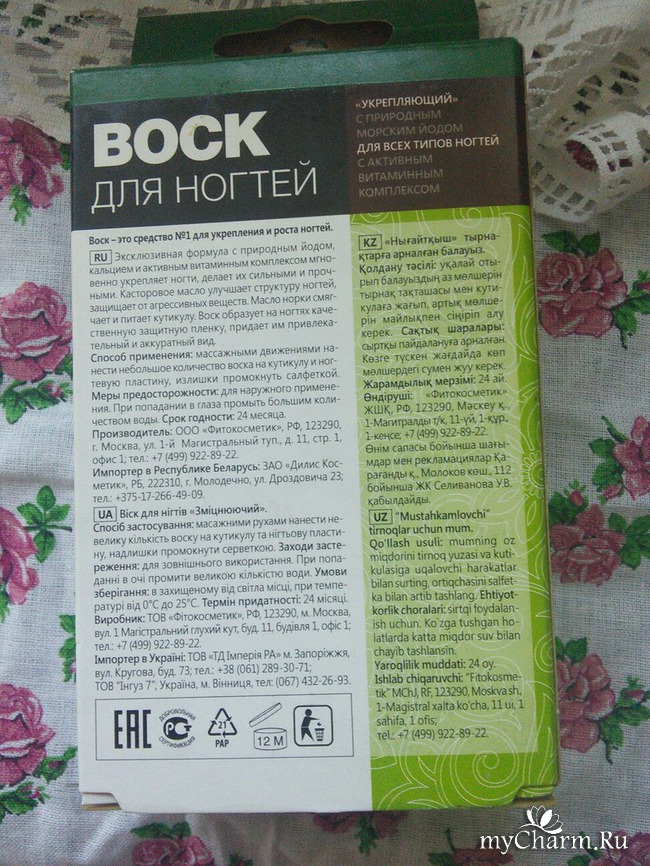 ВОСК
ДЛЯ НОГТЕЙ
«УКРЕПЛЯЮЩИЙ»
С ПРИРОДНЫМ
МОРСКИМ ЙОДОМ
ДЛЯ ВСЕХ ТИПОВ НОГТЕЙ
С АКТИВНЫМ
ВИТАМИННЫМ
КОМПЛЕКСОМ
Воск – это средство №1 для укрепления и роста ногтей.
RU Эксклюзивная формула с природным йодом,
кальцием и активным витаминным комплексом мгно-
венно укрепляет ногти, делает их сильными и проч-
ными. Касторовое масло улучшает структуру ногтей,
защищает от агрессивных веществ. Масло норки смяг-
чает и питает кутикулу. Воск образует на ногтях качес-
твенную защитную пленку, придает им привлека-
тельный и аккуратный вид.
Способ применения: массажными движениями на-
нести небольшое количество воска на кутикулу и ног-
тевую пластину, излишки промокнуть салфеткой.
Меры предосторожности: для наружного примене-
ния. При попадании в глаза промыть большим коли-
чеством воды. Срок годности: 24 месяца.
Производитель: ООО «Фитокосметик», РФ, 123290,
г. Москва, ул. 1-й Магистральный туп., д. 11, стр. 1,
офис 1; тел.: +7 (499) 922-89-22.
Импортер в Республике Беларусь: ЗАО «Дилис Кос-
метик», РБ, 222310, г. Молодечно, ул. Дроздовича 23;
тел.: +375-17-266-49-09.
UA Віск для нігтів «Зміцнюючий».
Спосіб застосування: масажними рухами нанести не-
велику кількість воску на кутикулу та нігтьову пласти-
ну, надлишки промокнути серветкою. Заходи засте-
реження: для зовнішнього використання. При попа-
данні в очі промити великою кількістю води. Умови
зберігання: в захищеному від світла місці, при темпе-
ратурі від 0°С до 25°С. Термін придатності: 24 місяці.
Виробник: ТОВ «Фітокосметік», РФ, 123290, м. Москва,
вул. 1 Магістральний глухий кут, буд. 11, будівля 1, офіс 1;
тел.: +7 (499) 922-89-22.
Імпортер в Україні: ТОВ «ТД Імперія РА» м. Запоріжжя,
вул. Кругова, буд. 73; тел.: +38 (061) 289-30-71;
ТОВ "Інгуз 7", Україна, м. Вінниця, тел: (067) 432-26-93.
KZ «Нығайтқыш» тырна-
қтарға арналған балауыз.
Қолдану тәсілі: уқалай оты-
рып балауыздың аз мөлшерін
тырнақ тақташасы мен кути-
кулаға жағып, артық мөлше-
рін майлықпен сіңіріп алу
керек. Сақтық шаралары:
сыртқы пайдалануға арналған.
Көзге түскен жағдайда көп
мөлшердегі сумен жуу керек.
Жарамдылық мерзімі: 24 ай.
Өндіруші: «Фитокосметик»
ЖШҚ, РФ, 123290, Мәскеу қ.,
1-Магитралды т/к, 11-үй, 1-құр.,
1-кеңсе; +7 (499) 922-89-22.
Өнім сапасы бойынша шағы-
мдар мен рекламациялар Қа-
рағанды қ., Молоков көш., 112
бойынша ЖК Селиванова У.В.
қабылдайды.
UZ "Mustahkamlovchi"
tirnoqlar uchun mum.
Qo'llash usuli: mumning oz
miqdorini tirnoq yuzasi va kuti-
kulasiga uqalovchi harakatlar
bilan surting, ortiqchasini salfet-
ka bilan artib tashlang. Ehtiyot-
korlik choralari: sirtqi foydalan-
ish uchun. Ko'zga tushgan ho-
latlarda katta miqdor suv bilan
chayib tashlansin.
Yaroqlilik muddati: 24 oy.
Ishlab chiqaruvchi: "Fitokosme-
tik" MChJ, RF, 123290, Moskva sh.,
1-Magistral xalta ko'cha, 11 ui, 1
sahifa, 1 ofis;
tel.: +7 (499) 922-89-22.
EAC
ДОБРОВОЛЬНАЯ
СЕРТИФИКАЦИЯ
21
PAP
12 M
myCharm.Ru